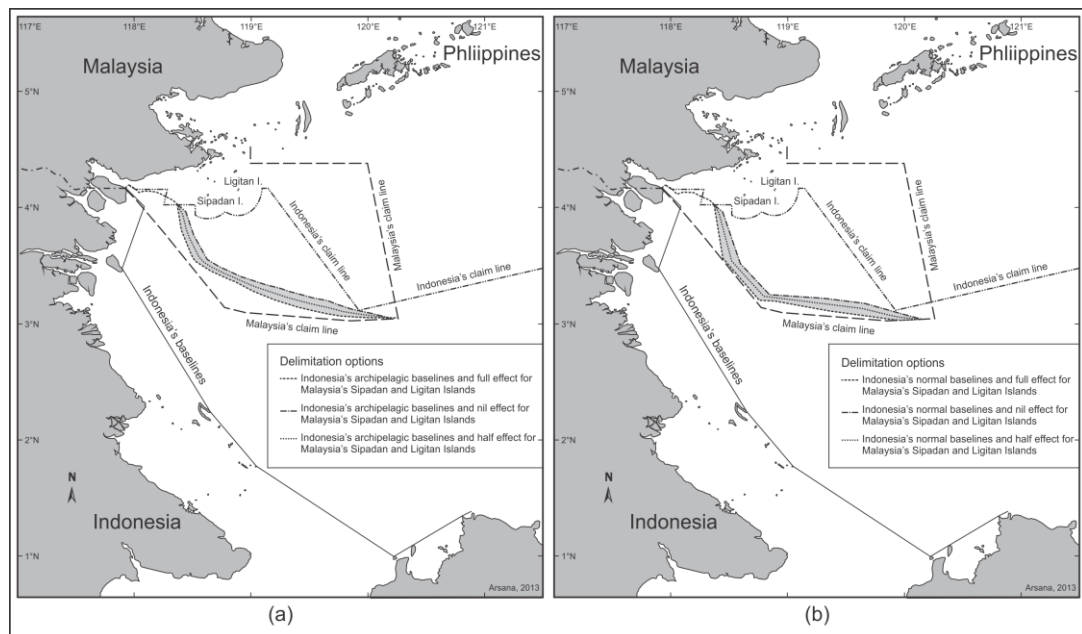 117°E
118°E
119°E
120°E
121°E
Malaysia
Phliippines
5°N
Ligitan I.
Sipadan I.
4°N
Indonesia's claim line
Malaysia's claim line
Indonesia's claim line
3°N
Malaysia's claim line
Indonesia's baselines
Delimitation options
Indonesia's archipelagic baselines and full effect for
Malaysia's Sipadan and Ligitan Islands
Indonesia's archipelagic baselines and nil effect for
Malaysia's Sipadan and Ligitan Islands
Indonesia's archipelagic baselines and half effect for
Malaysia's Sipadan and Ligitan Islands
2°N
N
Indonesia
1°N
Arsana, 2013
(a)
117°E
118°E
119°E
120°E
121°E
Malaysia
Phliippines
5°N
Ligitan I.
Sipadan I.
4°N
Indonesia's claim line
Malaysia's claim line
Indonesia's claim line
3°N
Malaysia's claim line
Indonesia's baselines
Delimitation options
Indonesia's normal baselines and full effect for
Malaysia's Sipadan and Ligitan Islands
Indonesia's normal baselines and nil effect for
Malaysia's Sipadan and Ligitan Islands
Indonesia's normal baselines and half effect for
Malaysia's Sipadan and Ligitan Islands
2°N
N
Indonesia
1°N
Arsana, 2013
(b)